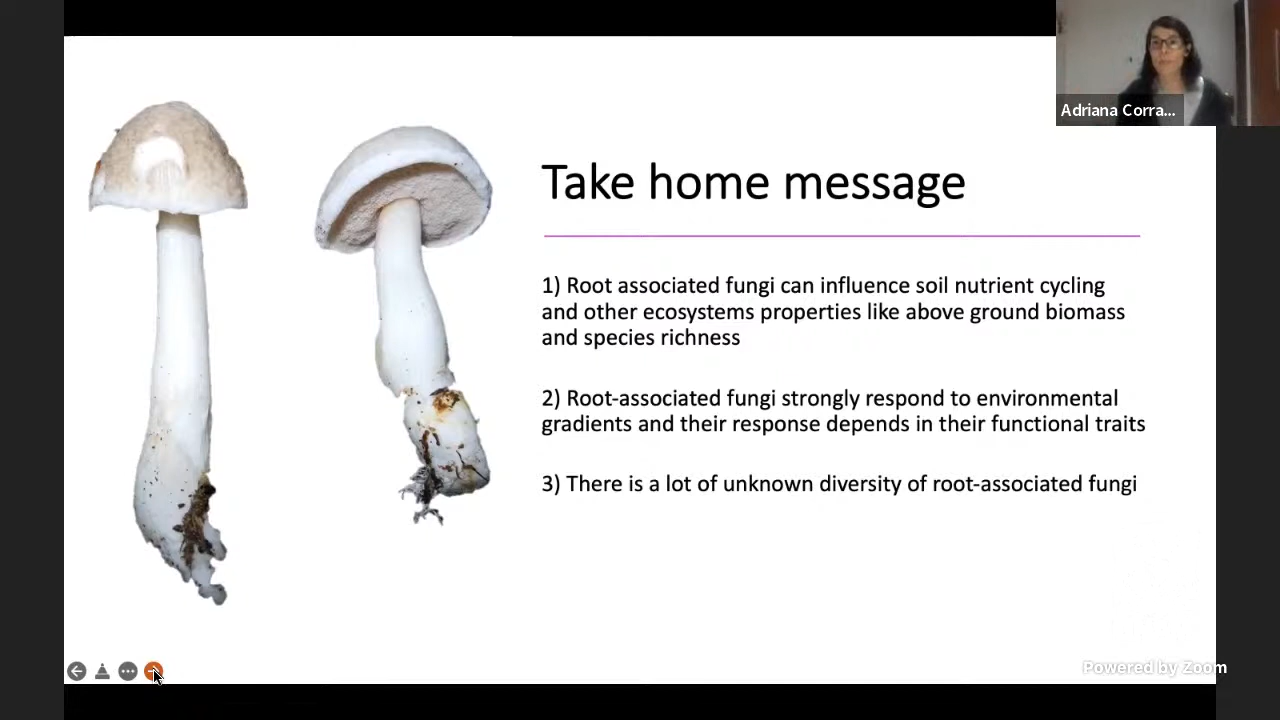 Adriana Corra...
Take home message
1) Root associated fungi can influence soil nutrient cycling
and other ecosystems properties like above ground biomass
and species richness
2) Root-associated fungi strongly respond to environmental
gradients and their response depends in their functional traits
3) There is a lot of unknown diversity of root-associated fungi
Powered by Zoom